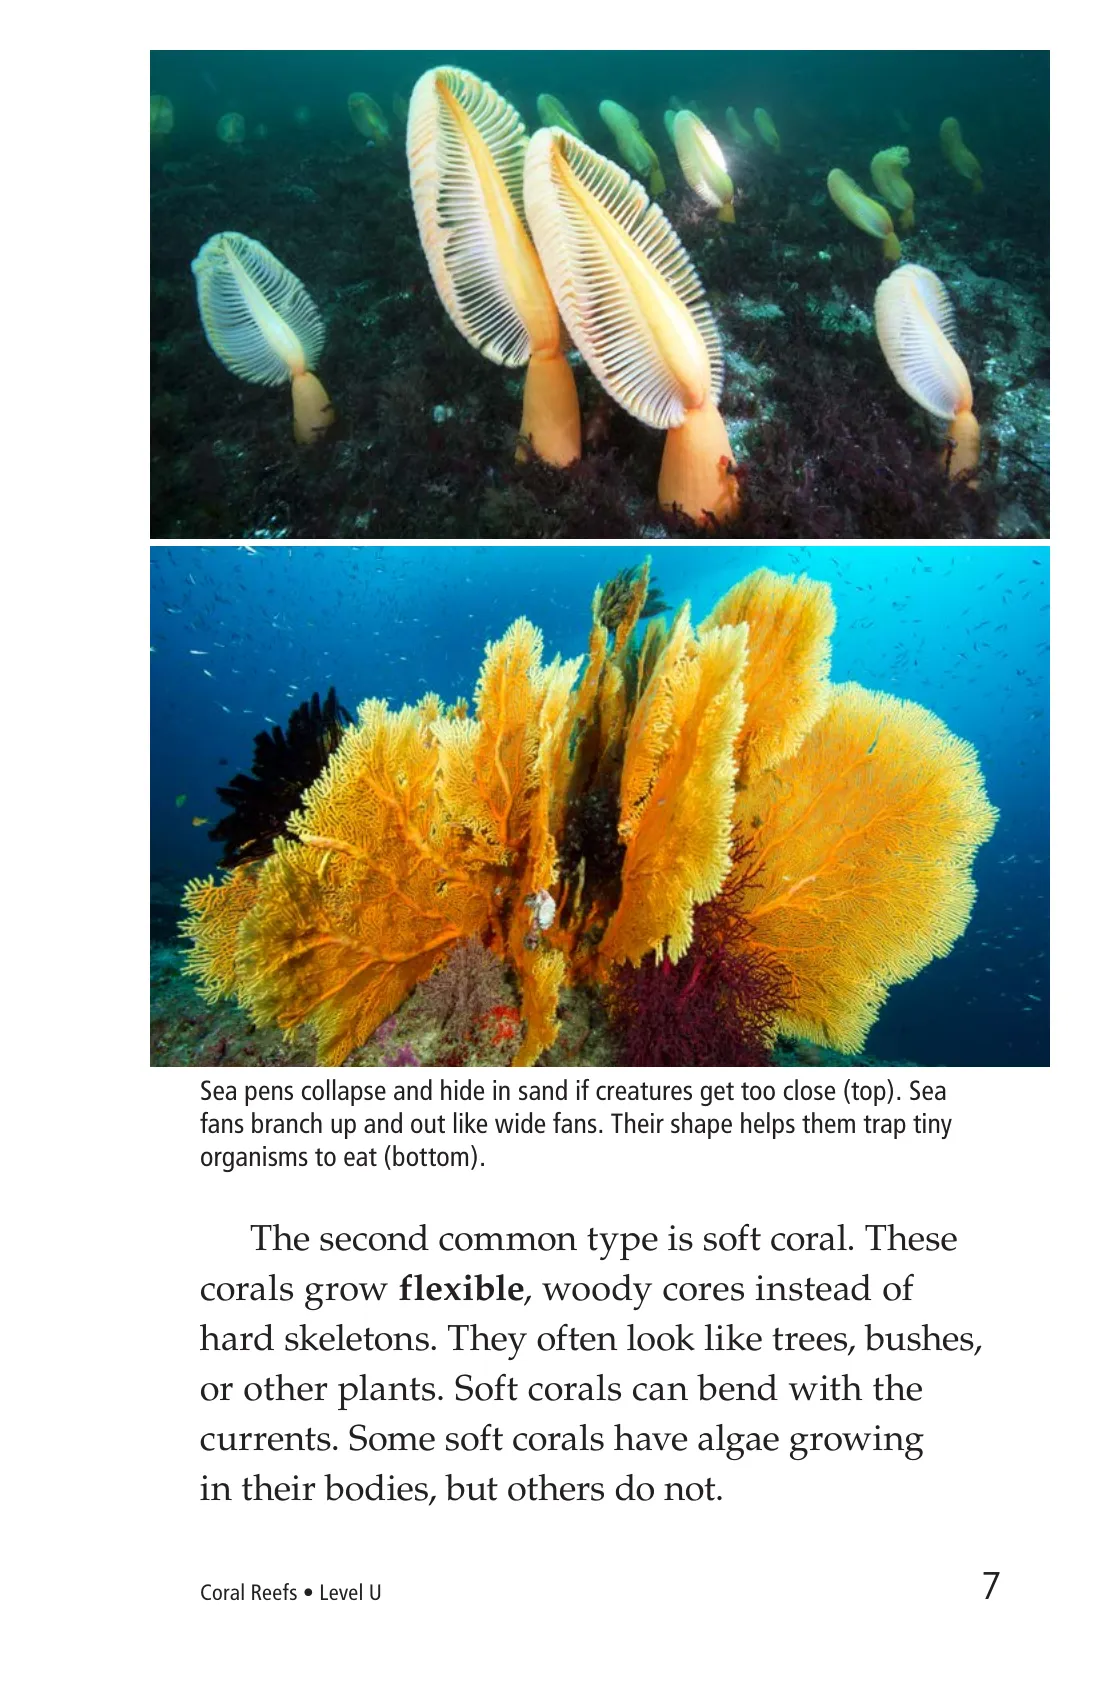 Sea pens collapse and hide in sand if creatures get too close (top). Sea
fans branch up and out like wide fans. Their shape helps them trap tiny
organisms to eat (bottom).
The second common type is soft coral. These
corals grow flexible, woody cores instead of
hard skeletons. They often look like trees, bushes,
or other plants. Soft corals can bend with the
currents. Some soft corals have algae growing
in their bodies, but others do not.
Coral Reefs • Level U
7